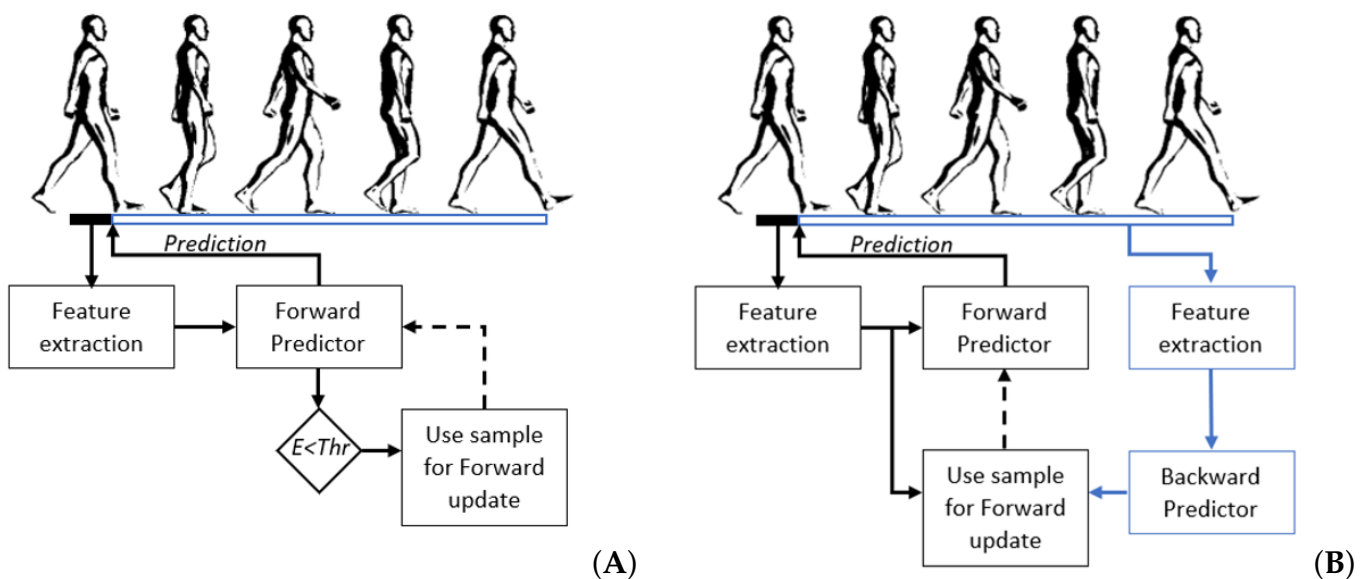 Prediction
Feature
extraction
Forward
Predictor
E<Thr
Use sample
for Forward
update
(A)
Prediction
Feature
extraction
Forward
Predictor
Feature
extraction
Use sample
for Forward
update
Backward
Predictor
(B)